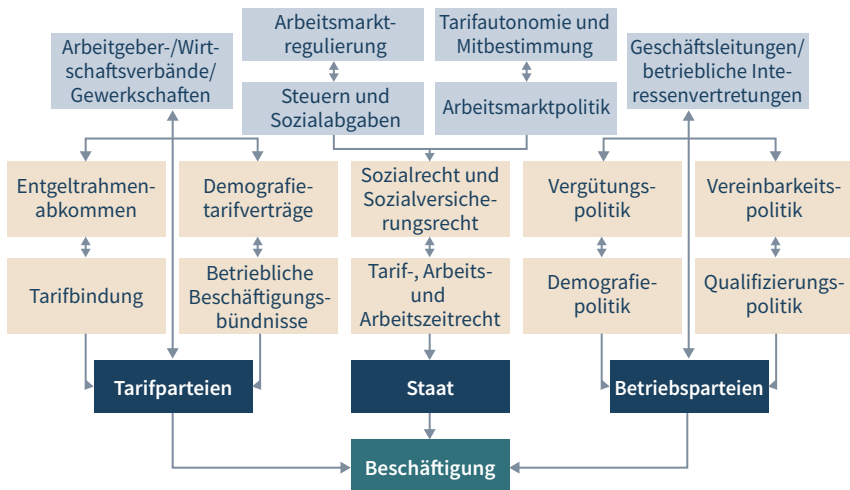 Arbeitgeber-/Wirt-
schaftsverbände/
Gewerkschaften
Arbeitsmarkt-
regulierung
Tarifautonomie und
Mitbestimmung
Geschäftsleitungen/
betriebliche Inte-
ressenvertretungen
Steuern und
Sozialabgaben
Arbeitsmarktpolitik
Entgeltrahmen-
abkommen
Demografie-
tarifverträge
Sozialrecht und
Sozialversiche-
rungsrecht
Vergütungs-
politik
Vereinbarkeits-
politik
Tarifbindung
Betriebliche
Beschäftigungs-
bündnisse
Tarif-, Arbeits-
und
Arbeitszeitrecht
Demografie-
politik
Qualifizierungs-
politik
Tarifparteien
Staat
Betriebsparteien
Beschäftigung